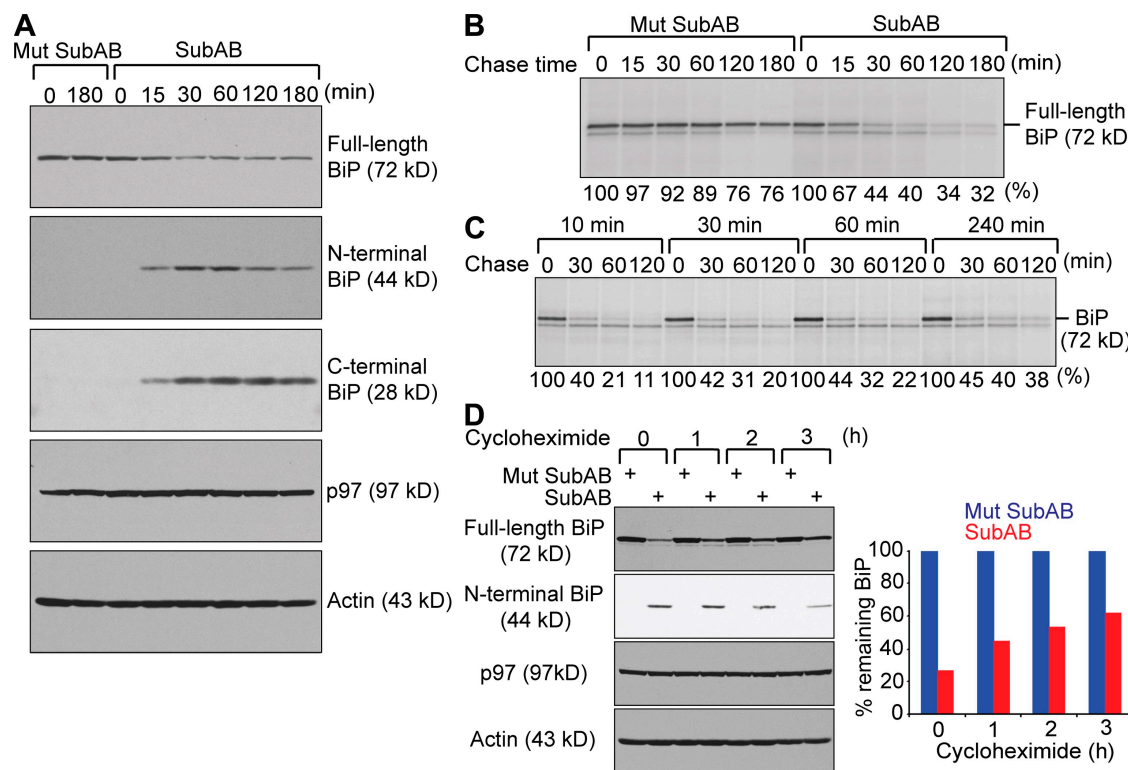 A
Mut SubAB SubAB
0 180 0 15 30 60 120 180 (min)
Full-length
BiP (72 kD)
N-terminal
BiP (44 kD)
C-terminal
BiP (28 kD)
p97 (97 kD)
Actin (43 kD)
B
Mut SubAB SubAB
Chase time 0 15 30 60 120 180 0 15 30 60 120 180 (min)
Full-length
BiP (72 kD)
100 97 92 89 76 76 100 67 44 40 34 32 (%)
C
10 min 30 min 60 min 240 min
Chase 0 30 60 120 0 30 60 120 0 30 60 120 0 30 60 120 (min)
BiP
(72 kD)
100 40 21 11 100 42 31 20 100 44 32 22 100 45 40 38 (%)
D
Cycloheximide 0 1 2 3 (h)
Mut SubAB + + + +
SubAB + + + +
Full-length BiP
(72 kD)
N-terminal BiP
(44 kD)
p97 (97kD)
Actin (43 kD)
Mut SubAB
SubAB
% remaining BiP
100
80
60
40
20
0
0 1 2 3
Cycloheximide (h)